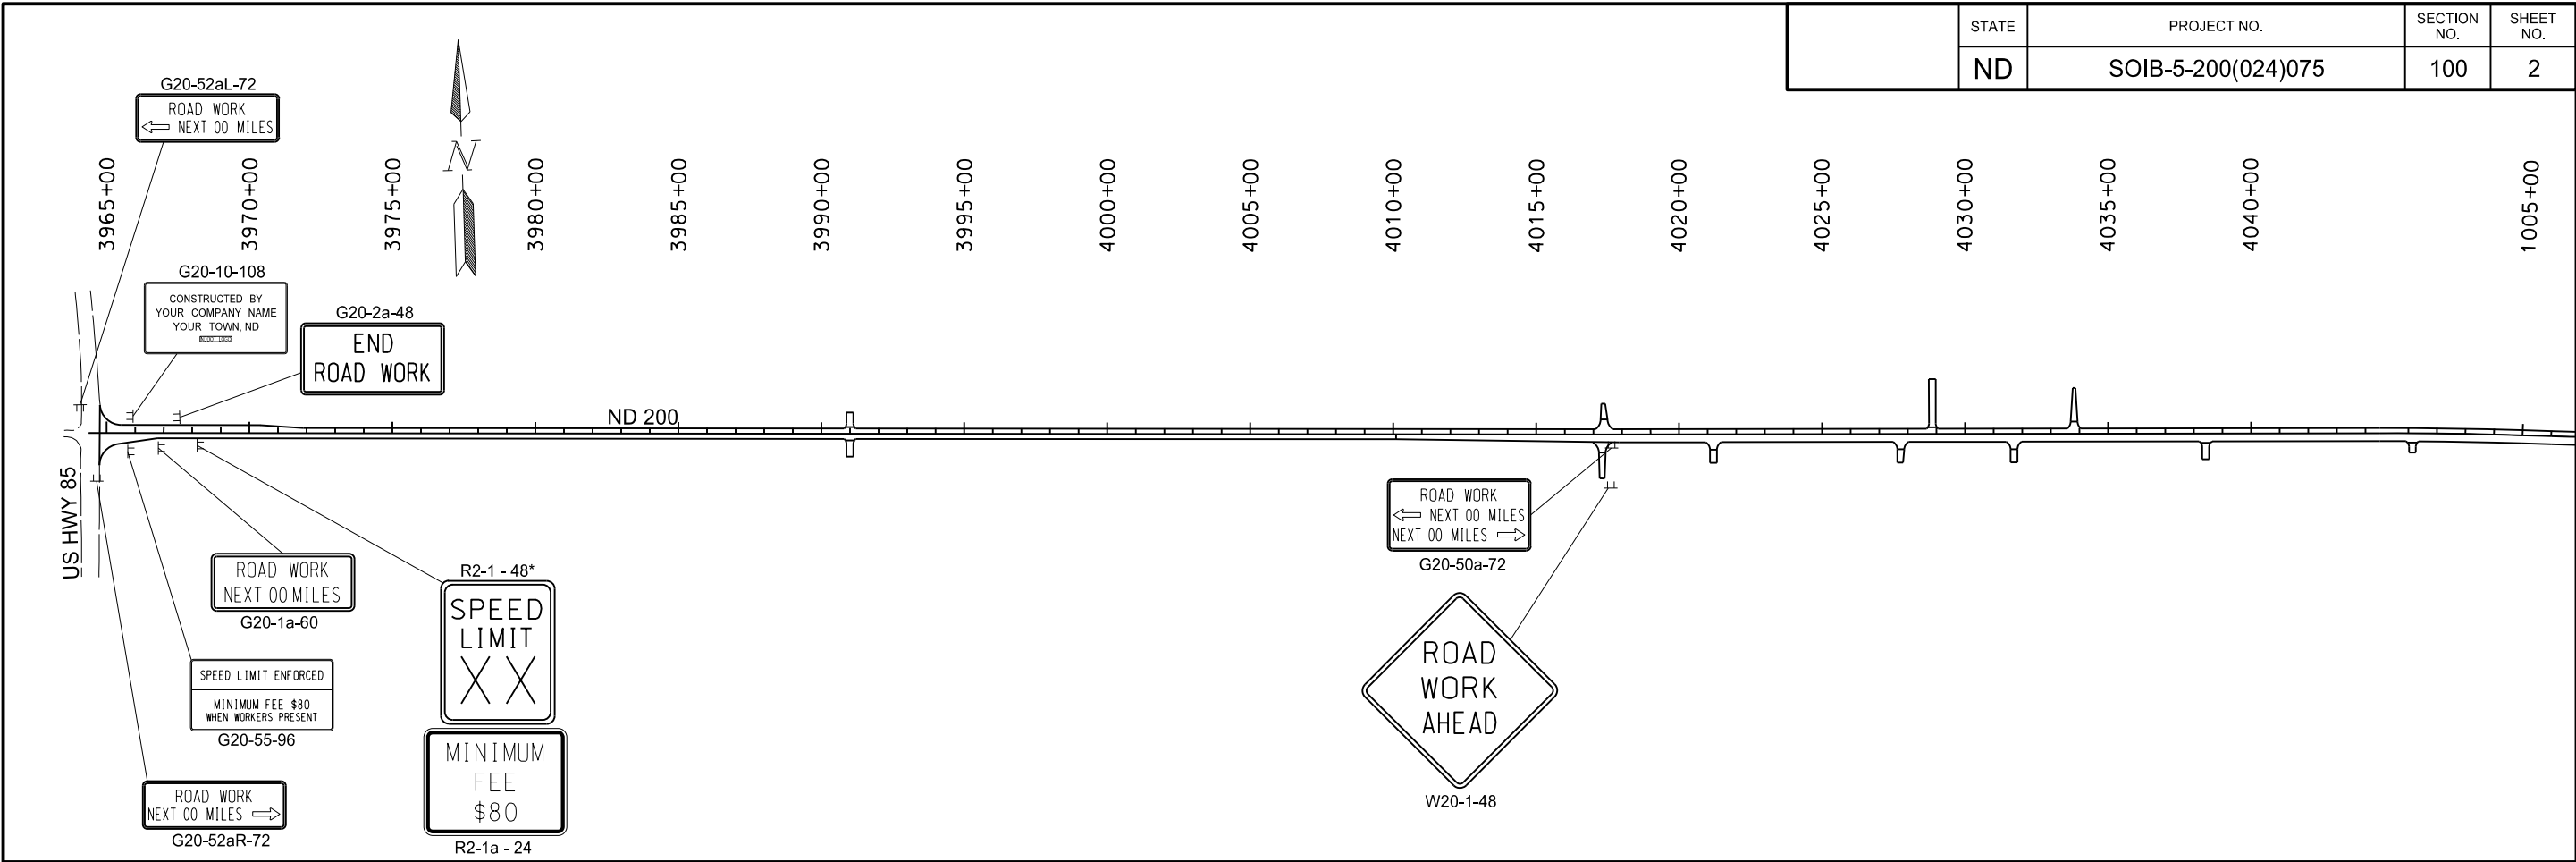 STATE
PROJECT NO.
SECTION
NO.
SHEET
NO.
ND
SOIB-5-200(024)075
100
2
G20-52aL-72
ROAD WORK
NEXT 00 MILES
N
3965+00
3970+00
3975+00
3980+00
3985+00
3990+00
3995+00
4000+00
4005+00
4010+00
4015+00
4020+00
4025+00
4030+00
4035+00
4040+00
1005+00
G20-10-108
CONSTRUCTED BY
YOUR COMPANY NAME
YOUR TOWN, ND
G20-2a-48
END
ROAD WORK
ND 200
US HWY 85
ROAD WORK
NEXT 00 MILES
G20-1a-60
SPEED LIMIT ENFORCED
MINIMUM FEE $80
WHEN WORKERS PRESENT
G20-55-96
ROAD WORK
NEXT 00 MILES
G20-52aR-72
R2-1 - 48*
SPEED
LIMIT
XX
MINIMUM
FEE
$80
R2-1a - 24
ROAD WORK
NEXT 00 MILES
NEXT 00 MILES
G20-50a-72
ROAD
WORK
AHEAD
W20-1-48